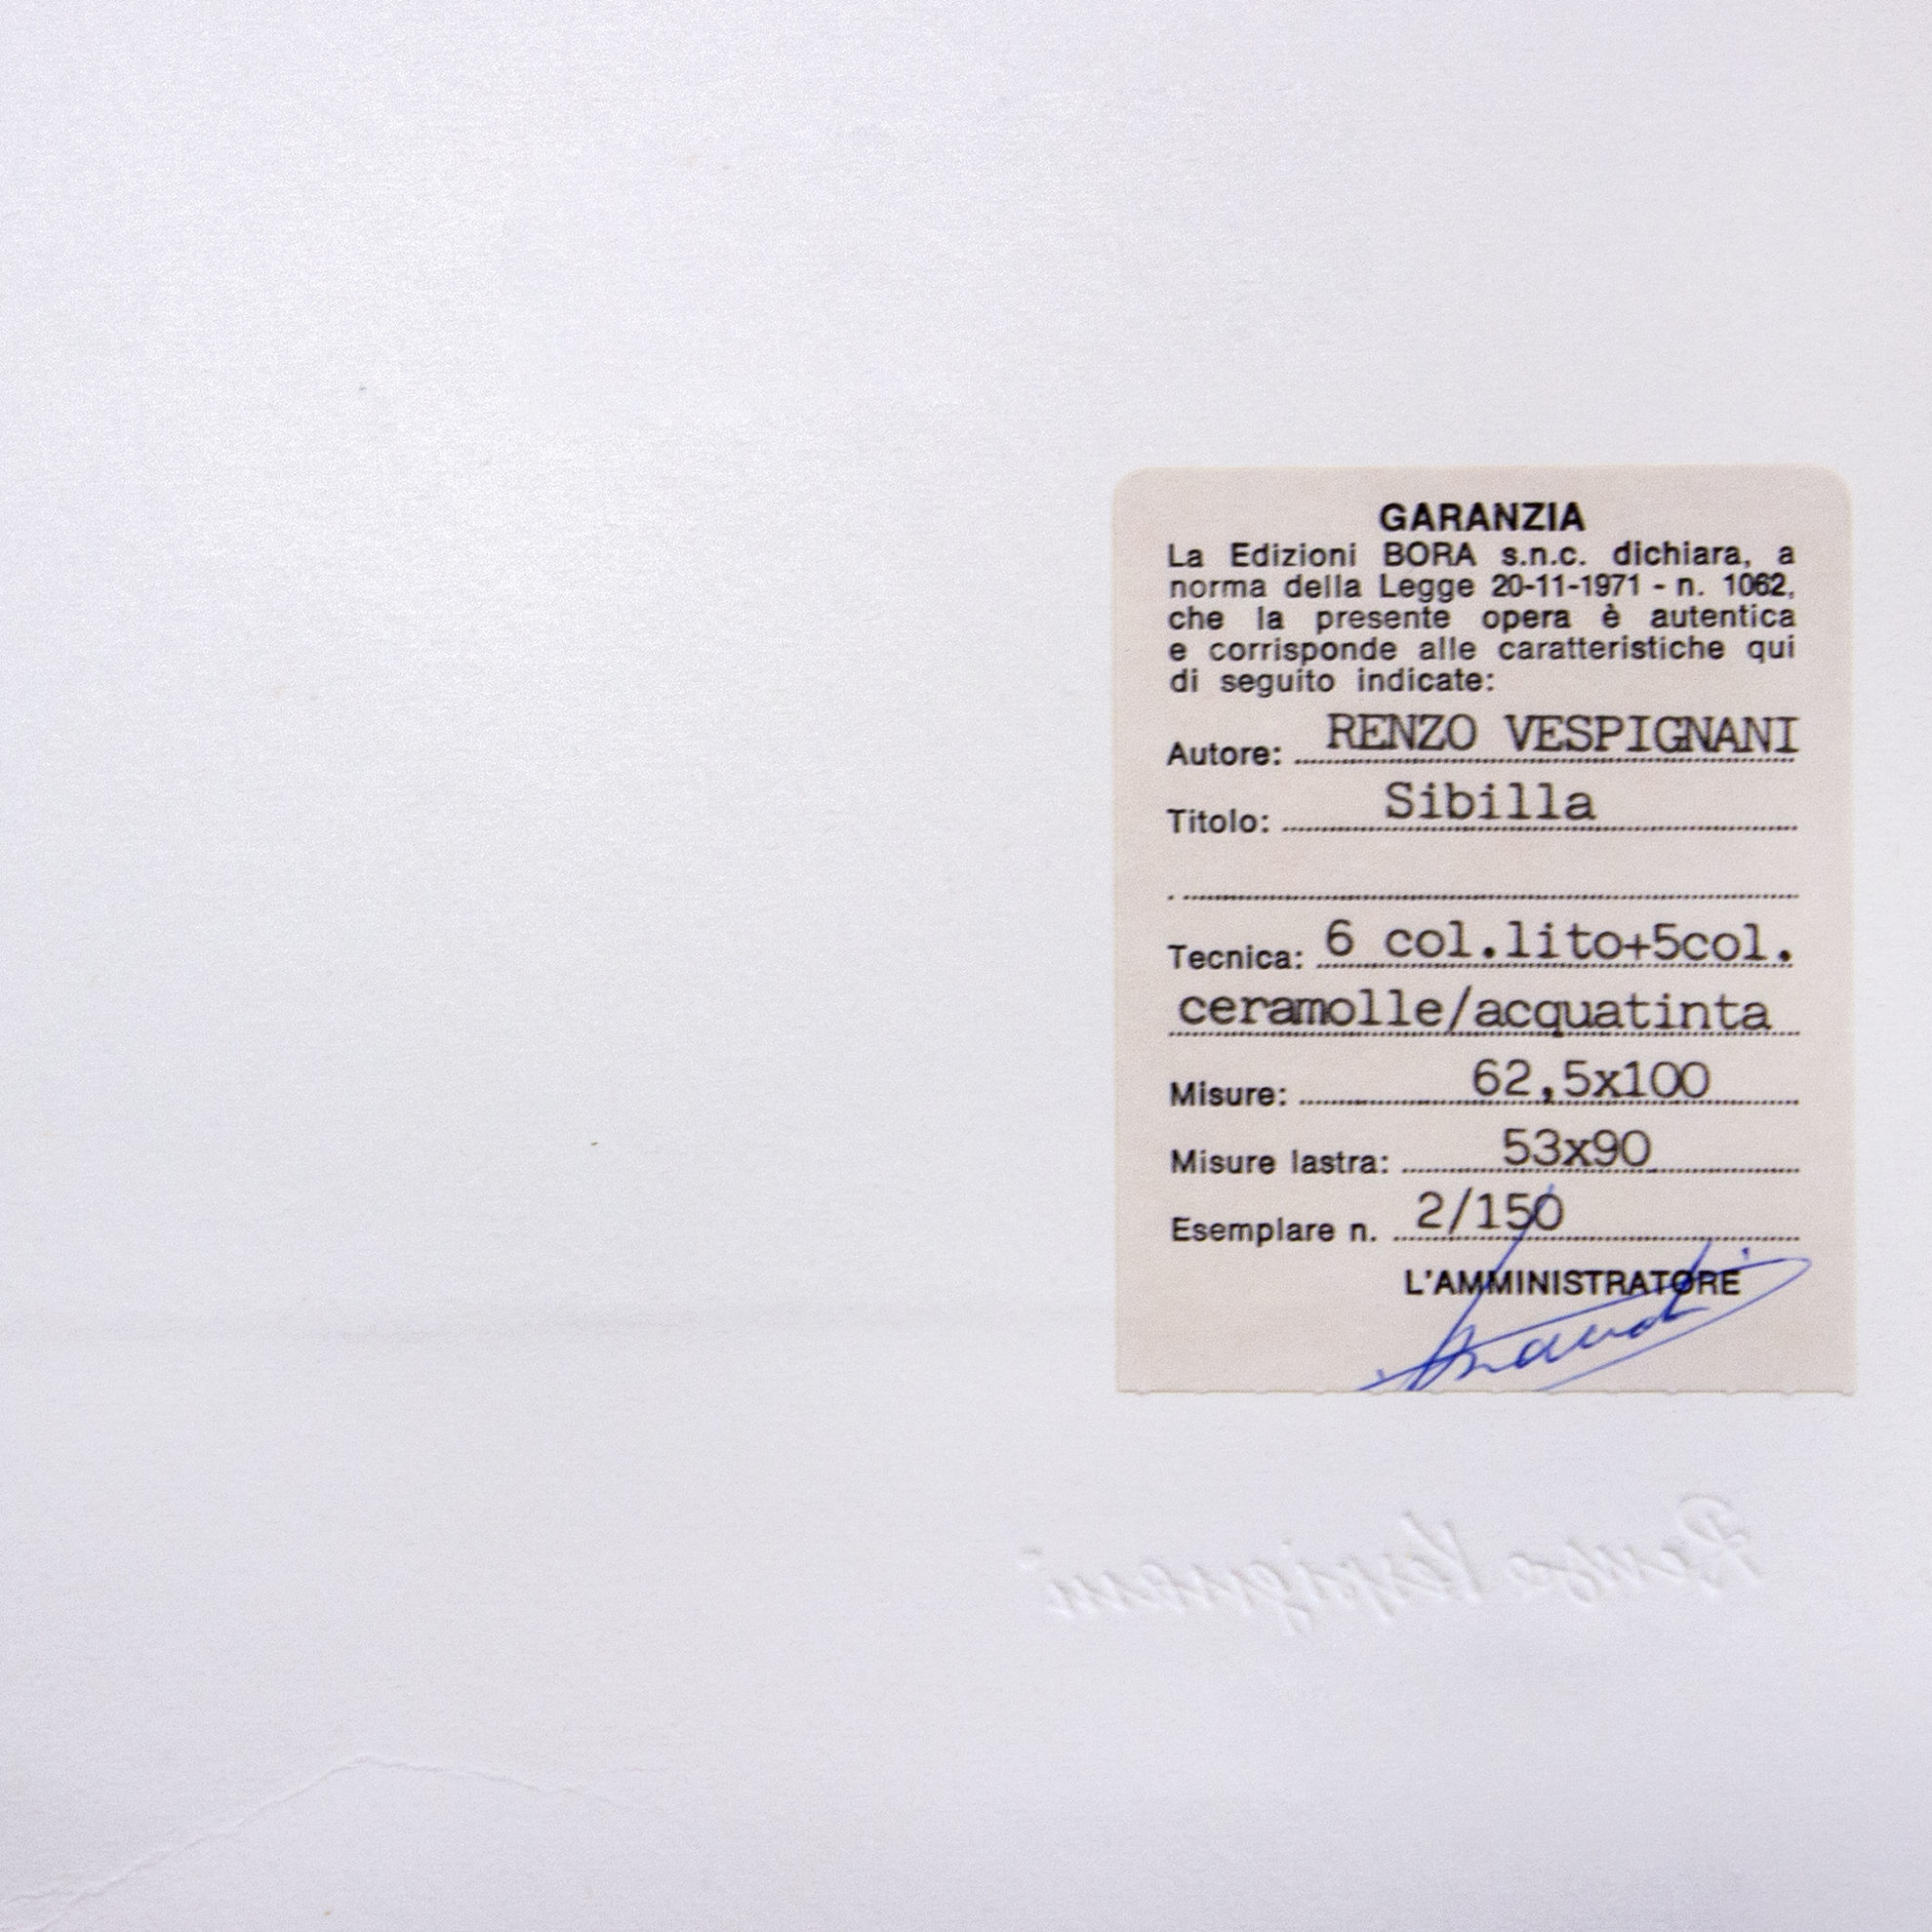 GARANZIA
La Edizioni BORA s.n.c. dichiara, a
norma della Legge 20-11-1971 - n. 1062,
che la presente opera è autentica
e corrisponde alle caratteristiche qui
di seguito indicate:
Autore: RENZO VESPIGNANI
Titolo: Sibilla
Tecnica: 6 col.lito+5col.
ceramolle/acquatinta
Misure: 62,5x100
Misure lastra: 53x90
Esemplare n. 2/150
L'AMMINISTRATORE
Renzo Vespignani